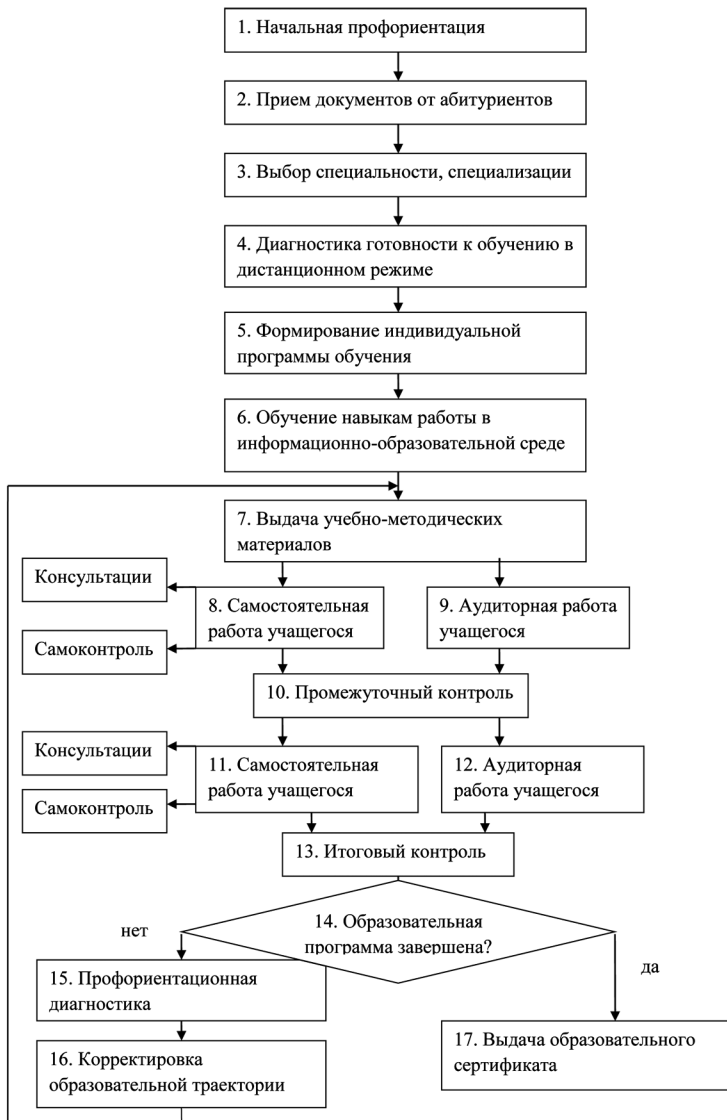 1. Начальная профориентация
2. Прием документов от абитуриентов
3. Выбор специальности, специализации
4. Диагностика готовности к обучению в
дистанционном режиме
5. Формирование индивидуальной
программы обучения
6. Обучение навыкам работы в
информационно-образовательной среде
7. Выдача учебно-методических
материалов
Консультации
Самоконтроль
8. Самостоятельная
работа учащегося
9. Аудиторная работа
учащегося
10. Промежуточный контроль
Консультации
Самоконтроль
11. Самостоятельная
работа учащегося
12. Аудиторная
работа учащегося
13. Итоговый контроль
14. Образовательная
программа завершена?
нет
да
15. Профориентационная
диагностика
16. Корректировка
образовательной траектории
17. Выдача образовательного
сертификата